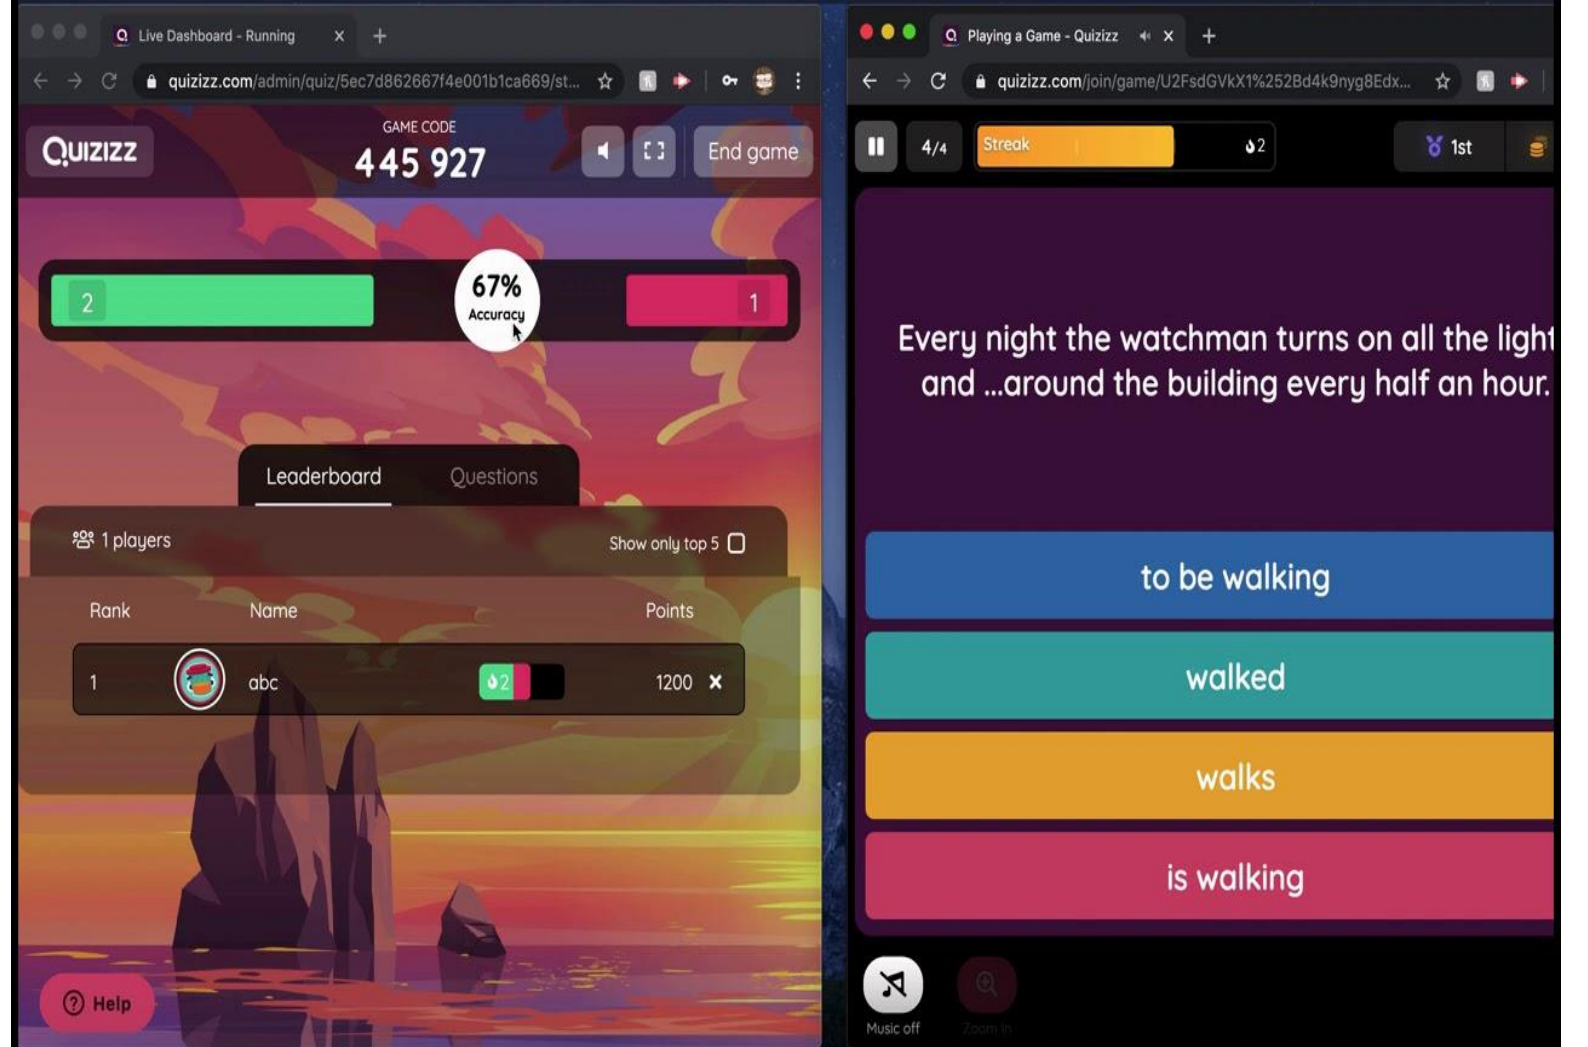 Live Dashboard - Running
quizizz.com/admin/quiz/5ec7d862667f4e001b1ca669/st...
QUIZIZZ
GAME CODE
445 927
End game
2
67%
Accuracy
1
Leaderboard
Questions
1 players
Show only top 5
Rank
Name
Points
1
abc
2
1200
Help
Playing a Game - Quizizz
quizizz.com/join/game/U2FsdGVkX1%252Bd4k9nyg8Edx...
4/4
Streak
2
1st
Every night the watchman turns on all the light
and ...around the building every half an hour.
to be walking
walked
walks
is walking
Music off
Zoom in